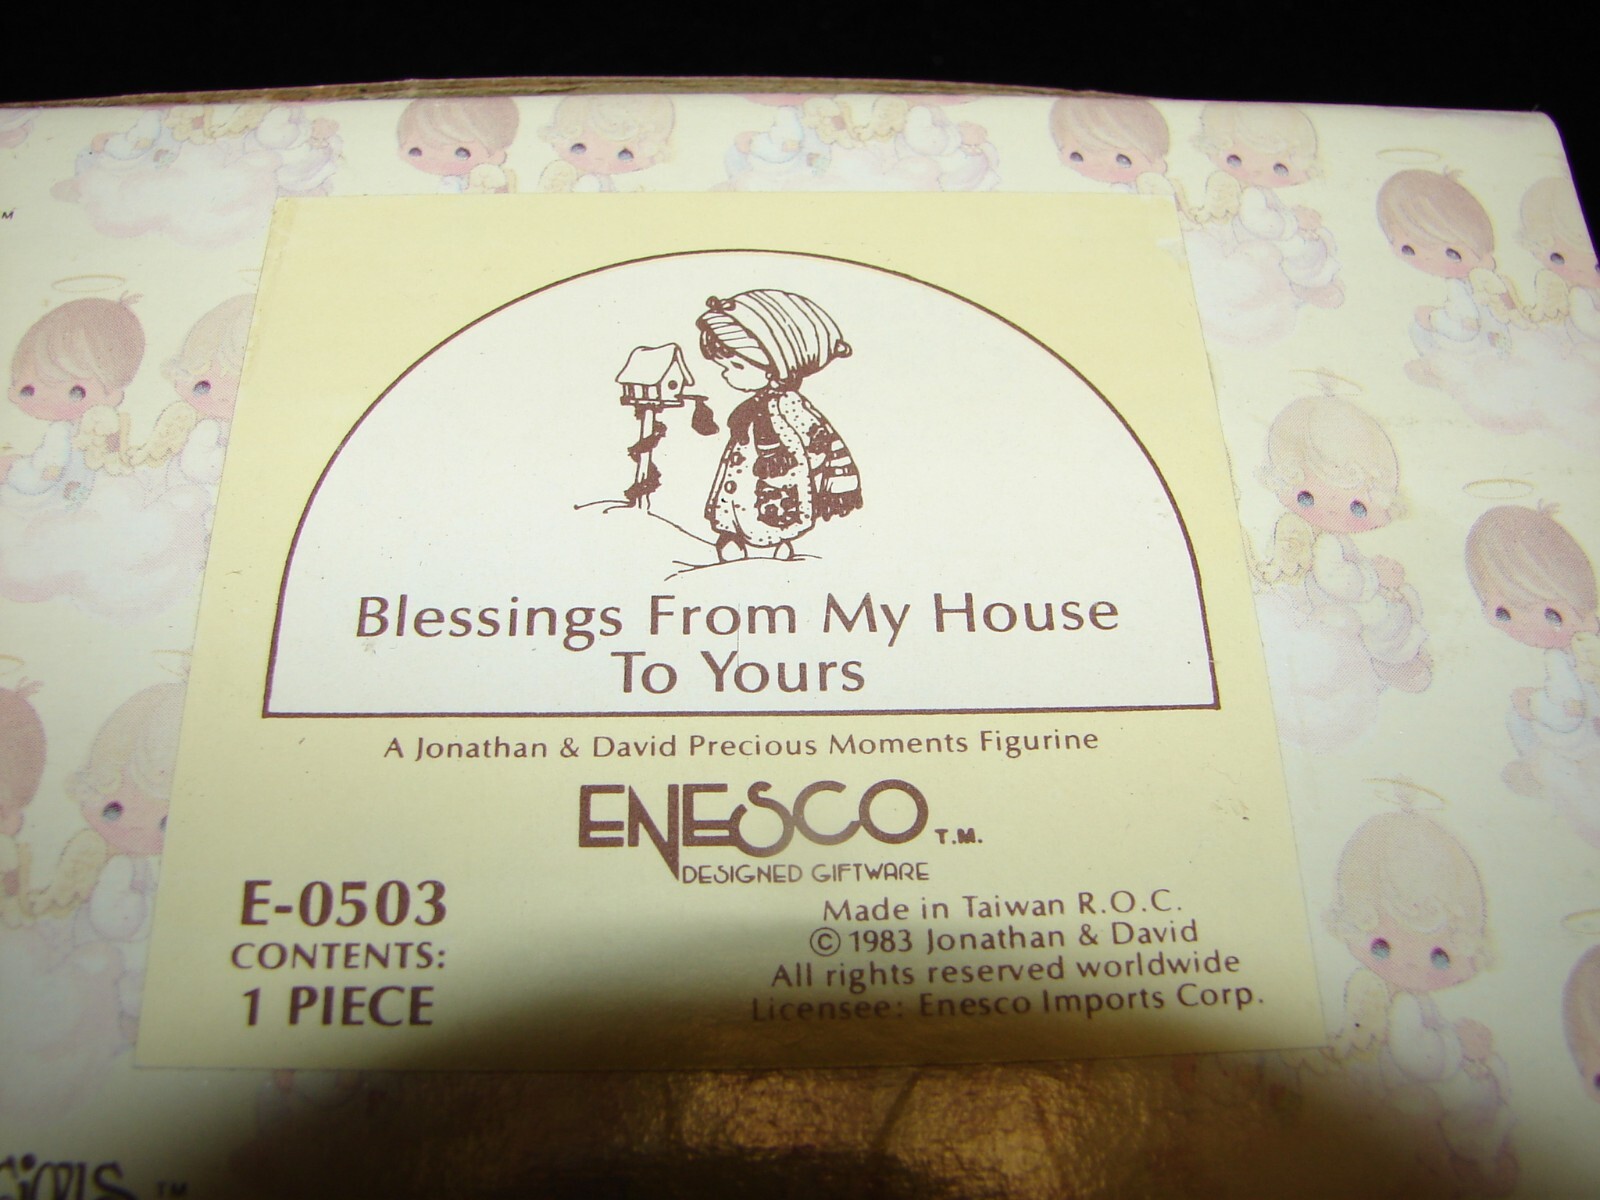 Blessings From My House
To Yours
A Jonathan & David Precious Moments Figurine
ENESCO T.M.
DESIGNED GIFTWARE
E-0503
CONTENTS:
1 PIECE
Made in Taiwan R.O.C.
© 1983 Jonathan & David
All rights reserved worldwide
Licensee: Enesco Imports Corp.